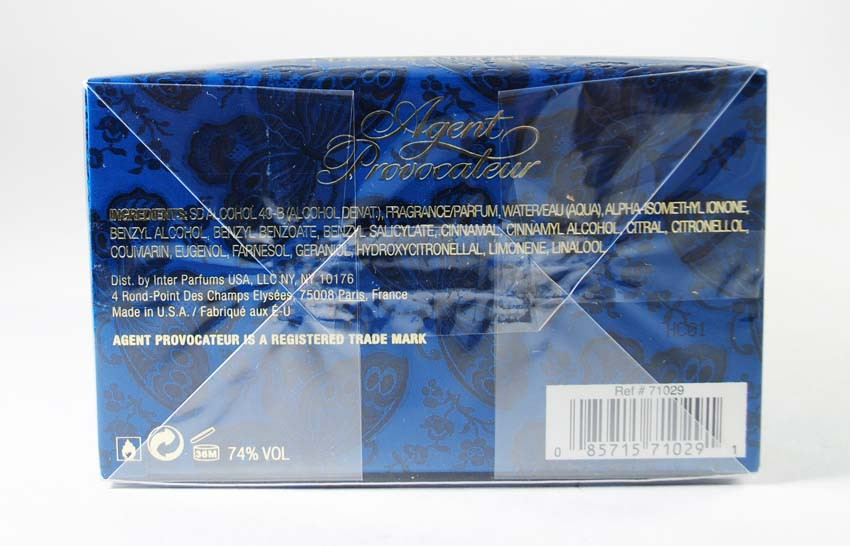 Agent
Provocateur
INGREDIENTS: SD ALCOHOL 43-B (ALCOHOL DENAT.), FRAGRANCE/PARFUM, WATER/EAU (AQUA), ALPHA-ISOMETHYL IONONE,
BENZYL ALCOHOL, BENZYL BENZOATE, BENZYL SALICYLATE, CINNAMAL, CINNAMYL ALCOHOL, CITRAL, CITRONELLOL,
COUMARIN, EUGENOL, FARNESOL, GERANIOL, HYDROXYCITRONELLAL, LIMONENE, LINALOOL
Dist. by Inter Parfums USA, LLC NY, NY 10176
4 Rond-Point Des Champs Elysées, 75008 Paris, France
Made in U.S.A. / Fabriqué aux É-U
AGENT PROVOCATEUR IS A REGISTERED TRADE MARK
36M 74% VOL
Ref # 71029
0 85715 71029 1